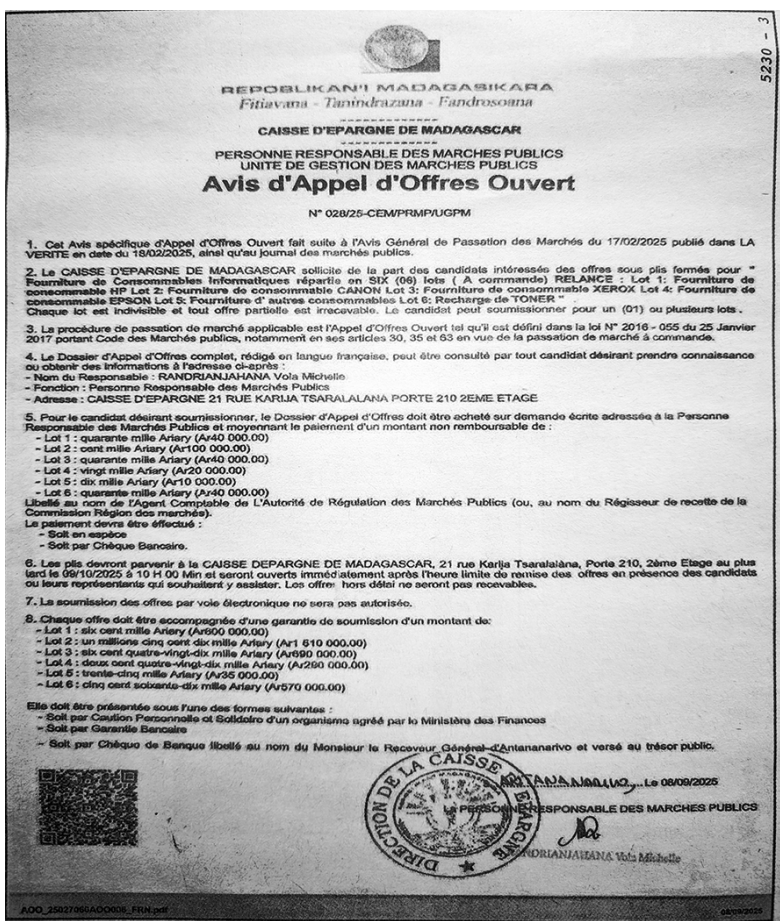 5230 - 3
REPOBLIKAN'I MADAGASIKARA
Fitiavana - Tanindrazana - Fandrosoana
CAISSE D'EPARGNE DE MADAGASCAR
PERSONNE RESPONSABLE DES MARCHES PUBLICS
UNITE DE GESTION DES MARCHES PUBLICS
Avis d'Appel d'Offres Ouvert
N° 028/25-CEM/PRMP/UGPM
1. Cet Avis spécifique d'Appel d'Offres Ouvert fait suite à l'Avis Général de Passation des Marchés du 17/02/2025 publié dans LA
VERITE en date du 18/02/2025, ainsi qu'au journal des marchés publics.
2. Le CAISSE D'EPARGNE DE MADAGASCAR sollicite de la part des candidats intéressés des offres sous plis fermés pour "
Fourniture de Consommables Informatiques répartie en SIX (06) lots ( A commande) RELANCE : Lot 1: Fourniture de
consommable HP Lot 2: Fourniture de consommable CANON Lot 3: Fourniture de consommable XEROX Lot 4: Fourniture de
consommable EPSON Lot 5: Fourniture d' autres consommables Lot 6: Recharge de TONER "
Chaque lot est indivisible et tout offre partielle est irrecevable. Le candidat peut soumissionner pour un (01) ou plusieurs lots .
3. La procédure de passation de marché applicable est l'Appel d'Offres Ouvert tel qu'il est défini dans la loi N° 2016 - 055 du 25 Janvier
2017 portant Code des Marchés publics, notamment en ses articles 30, 35 et 63 en vue de la passation de marché à commande.
4. Le Dossier d'Appel d'Offres complet, rédigé en langue française, peut être consulté par tout candidat désirant prendre connaissance
ou obtenir des informations à l'adresse ci-après :
- Nom du Responsable : RANDRIANJAHANA Vola Michelle
- Fonction : Personne Responsable des Marchés Publics
- Adresse : CAISSE D'EPARGNE 21 RUE KARIJA TSARALALANA PORTE 210 2EME ETAGE
5. Pour le candidat désirant soumissionner, le Dossier d'Appel d'Offres doit être acheté sur demande écrite adressée à la Personne
Responsable des Marchés Publics et moyennant le paiement d'un montant non remboursable de :
- Lot 1 : quarante mille Ariary (Ar40 000.00)
- Lot 2 : cent mille Ariary (Ar100 000.00)
- Lot 3 : quarante mille Ariary (Ar40 000.00)
- Lot 4 : vingt mille Ariary (Ar20 000.00)
- Lot 5 : dix mille Ariary (Ar10 000.00)
- Lot 6 : quarante mille Ariary (Ar40 000.00)
Libellé au nom de l'Agent Comptable de L'Autorité de Régulation des Marchés Publics (ou, au nom du Régisseur de recette de la
Commission Région des marchés).
Le paiement devra être effectué :
- Soit en espèce
- Soit par Chèque Bancaire.
6. Les plis devront parvenir à la CAISSE DEPARGNE DE MADAGASCAR, 21 rue Karija Tsaralalàna, Porte 210, 2ème Etage au plus
tard le 09/10/2025 à 10 H 00 Min et seront ouverts immédiatement après l'heure limite de remise des offres en présence des candidats
ou leurs représentants qui souhaitent y assister. Les offres hors délai ne seront pas recevables.
7. La soumission des offres par voie électronique ne sera pas autorisée.
8. Chaque offre doit être accompagnée d'une garantie de soumission d'un montant de:
- Lot 1 : six cent mille Ariary (Ar600 000.00)
- Lot 2 : un millions cinq cent dix mille Ariary (Ar1 510 000.00)
- Lot 3 : six cent quatre-vingt-dix mille Ariary (Ar690 000.00)
- Lot 4 : deux cent quatre-vingt-dix mille Ariary (Ar290 000.00)
- Lot 5 : trente-cinq mille Ariary (Ar35 000.00)
- Lot 6 : cinq cent soixante-dix mille Ariary (Ar570 000.00)
Elle doit être présentée sous l'une des formes suivantes :
- Soit par Caution Personnelle et Solidaire d'un organisme agréé par le Ministère des Finances
- Soit par Garantie Bancaire
- Soit par Chèque de Banque libellé au nom du Monsieur le Receveur Général d'Antananarivo et versé au trésor public.
Le 08/09/2025
LA PERSONNE RESPONSABLE DES MARCHES PUBLICS
DIRECTION DE LA CAISSE D'EPARGNE
RANDRIANJAHANA Vola Michelle